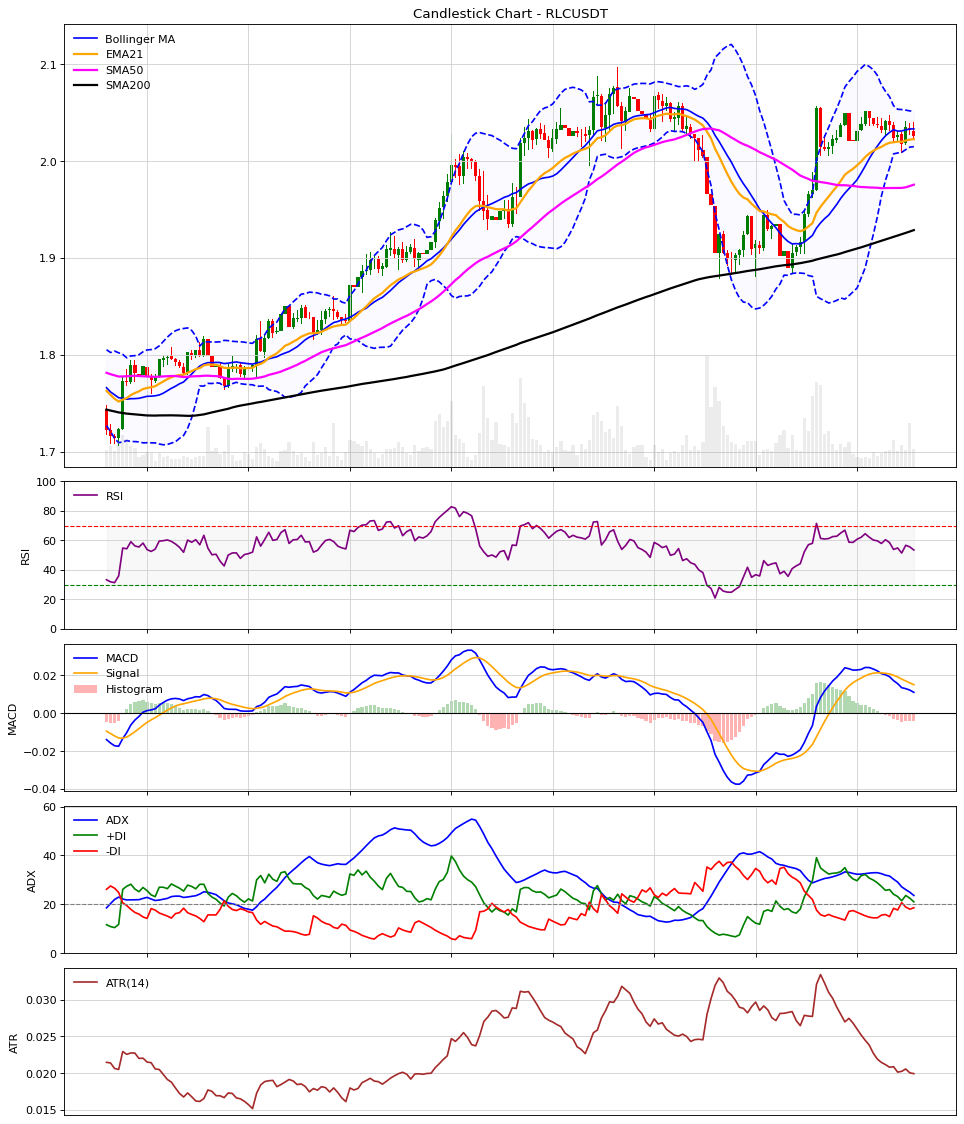 Candlestick Chart - RLCUSDT
Bollinger MA
EMA21
SMA50
SMA200
2.1
2.0
1.9
1.8
1.7
RSI
100
80
60
40
20
0
RSI
MACD
Signal
Histogram
0.02
0.00
−0.02
−0.04
MACD
ADX
+DI
-DI
60
40
20
0
ADX
ATR(14)
0.030
0.025
0.020
0.015
ATR